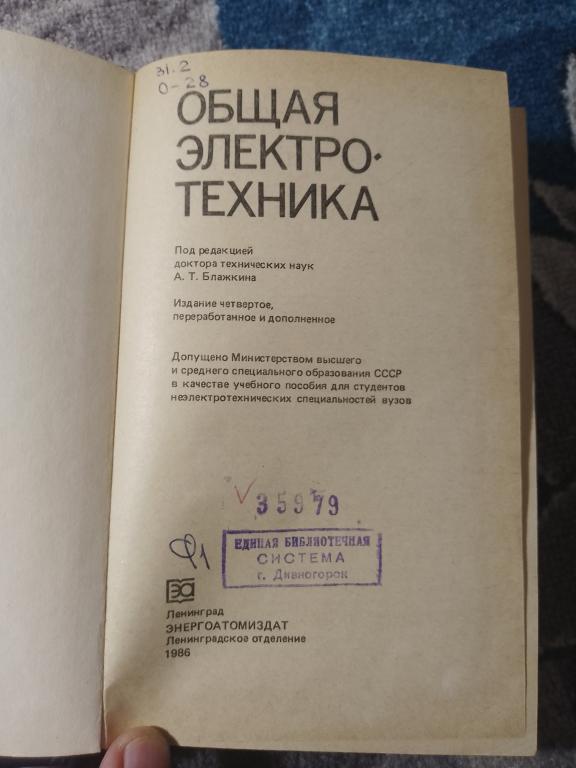 31.2
О-28
ОБЩАЯ
ЭЛЕКТРО-
ТЕХНИКА
Под редакцией
доктора технических наук
А. Т. Блажкина
Издание четвертое,
переработанное и дополненное
Допущено Министерством высшего
и среднего специального образования СССР
в качестве учебного пособия для студентов
неэлектротехнических специальностей вузов
35979
ЕДИНАЯ БИБЛИОТЕЧНАЯ
СИСТЕМА
г. Дивногорск
Ф1
Ленинград
ЭНЕРГОАТОМИЗДАТ
Ленинградское отделение
1986